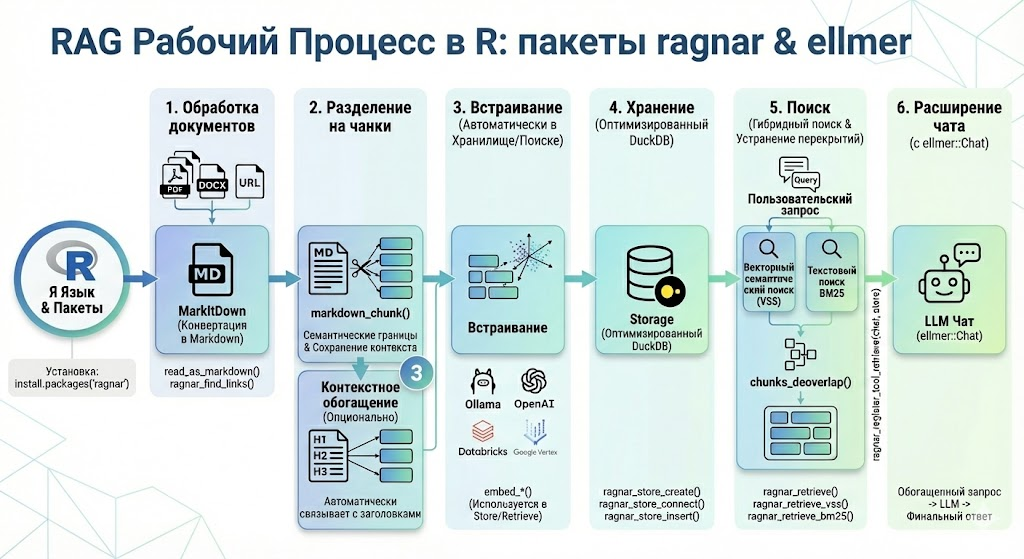 RAG Рабочий Процесс в R: пакеты ragnar & ellmer
R
Я Язык
& Пакеты
Установка:
install.packages('ragnar')
1. Обработка
документов
PDF
DOCX
URL
MD
MarkItDown
(Конвертация
в Markdown)
read_as_markdown()
ragnar_find_links()
2. Разделение
на чанки
MD
markdown_chunk()
Семантические границы
& Сохранение контекста
3
Контекстное
обогащение
(Опционально)
H1
H2
H3
Автоматически
связывает с заголовками
3. Встраивание
(Автоматически в
Хранилище/Поиске)
Встраивание
Ollama
OpenAI
Databricks
Google Vertex
embed_*()
(Используется в
Store/Retrieve)
4. Хранение
(Оптимизированный
DuckDB)
Storage
(Оптимизированный
DuckDB)
ragnar_store_create()
ragnar_store_connect()
ragnar_store_insert()
5. Поиск
(Гибридный поиск &
Устранение перекрытий)
Query
Пользовательский
запрос
Векторный
ский поиск
(VSS)
Текстовый
поиск
BM25
chunks_deoverlap()
ragnar_retrieve()
ragnar_retrieve_vss()
ragnar_retrieve_bm25()
6. Расширение
чата
(с ellmer::Chat)
LLM Чат
(ellmer::Chat)
Обогащенный запрос
-> LLM ->
Финальный ответ